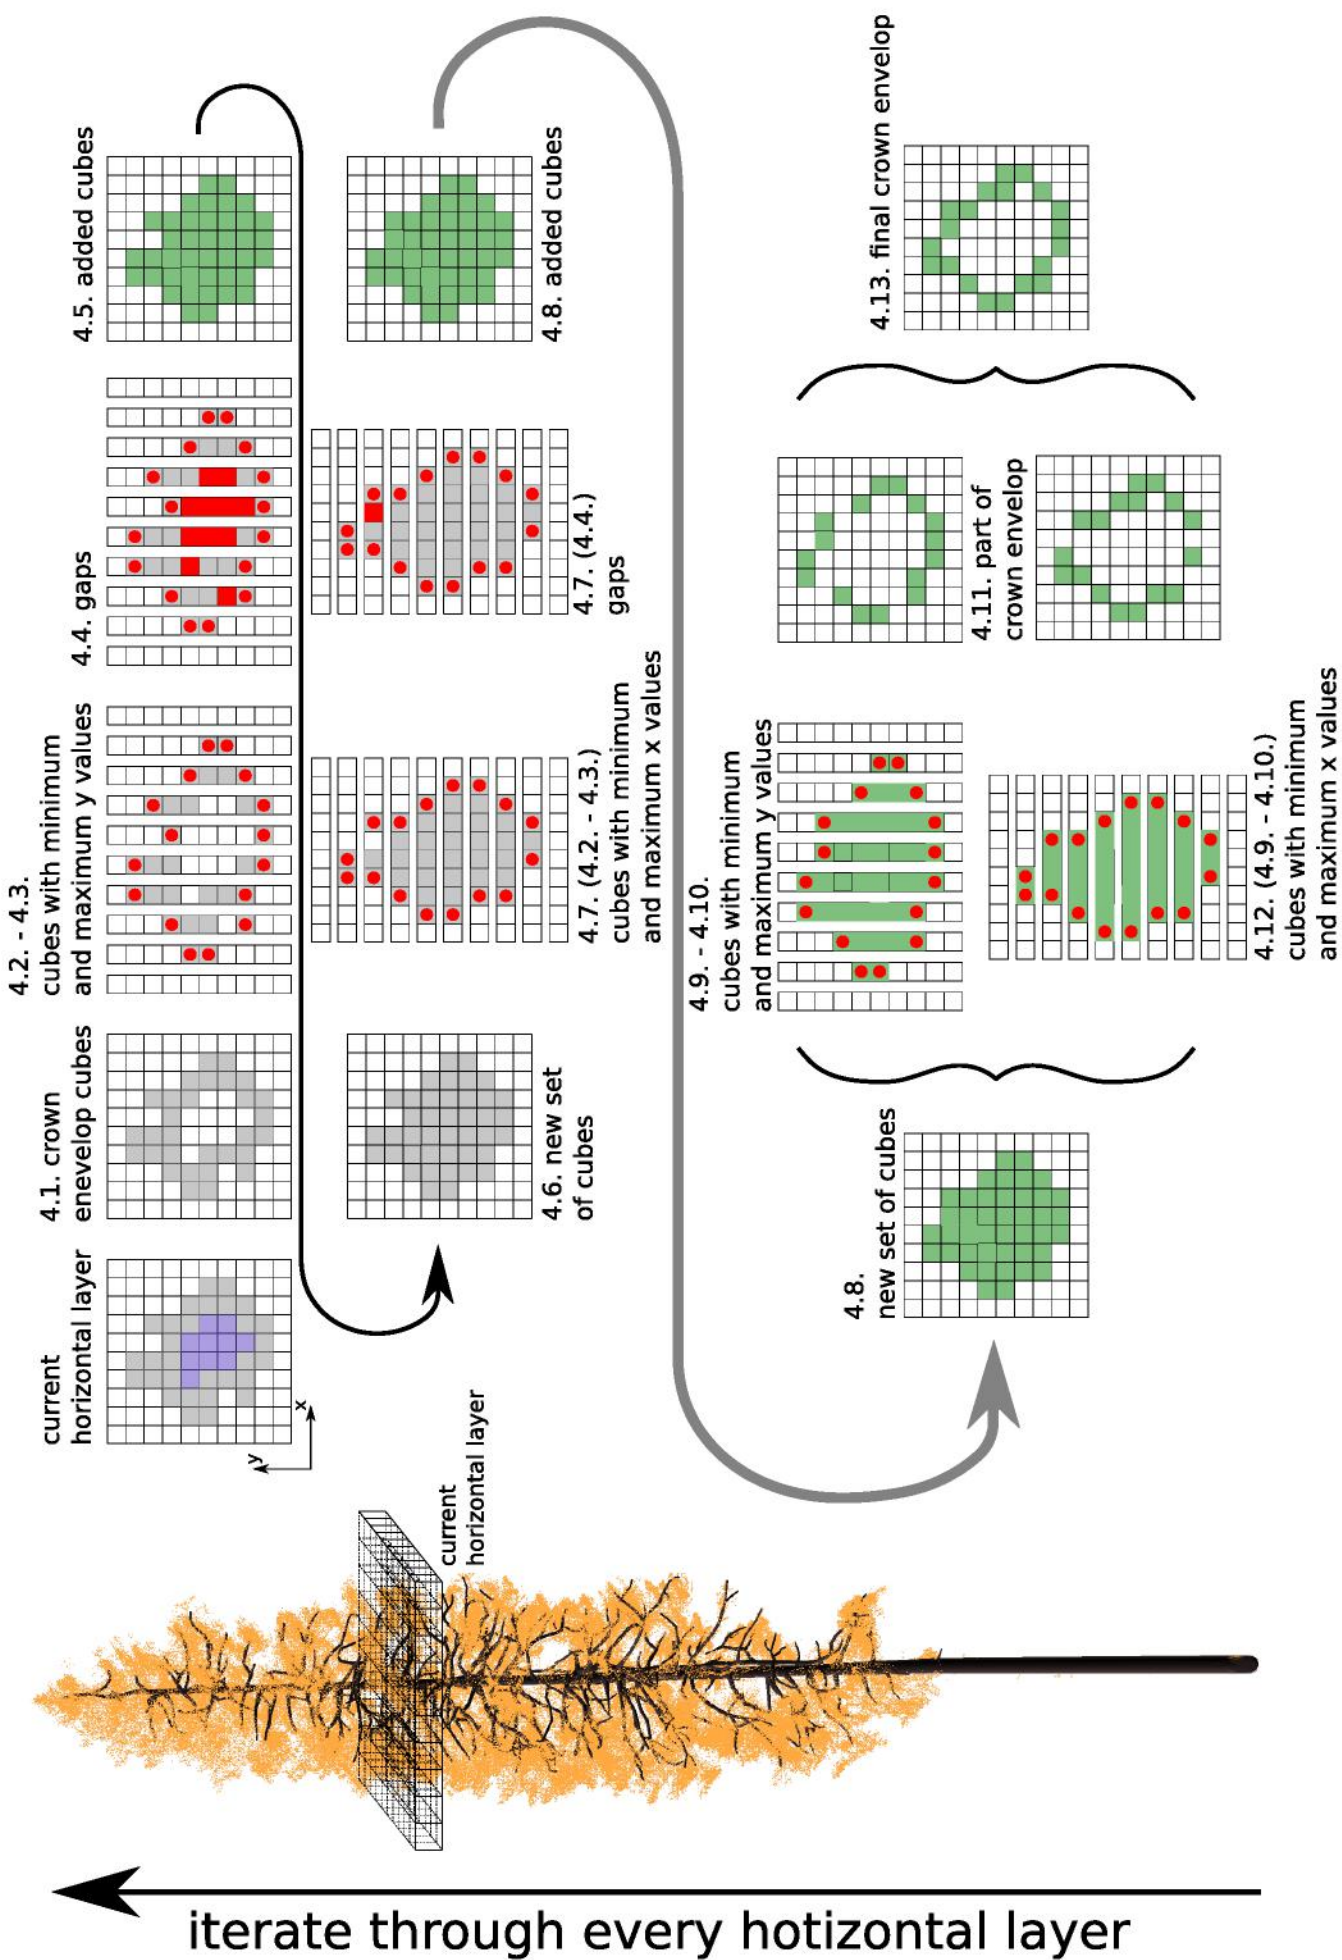 iterate through every hotizontal layer
current
horizontal layer
current
horizontal layer
y
x
4.1. crown
enevelop cubes
4.2. - 4.3.
cubes with minimum
and maximum y values
4.4. gaps
4.5. added cubes
4.6. new set
of cubes
4.7. (4.2. - 4.3.)
cubes with minimum
and maximum x values
4.7. (4.4.)
gaps
4.8. added cubes
4.8.
new set of cubes
4.9. - 4.10.
cubes with minimum
and maximum y values
4.11. part of
crown envelop
4.12. (4.9. - 4.10.)
cubes with minimum
and maximum x values
4.13. final crown envelop